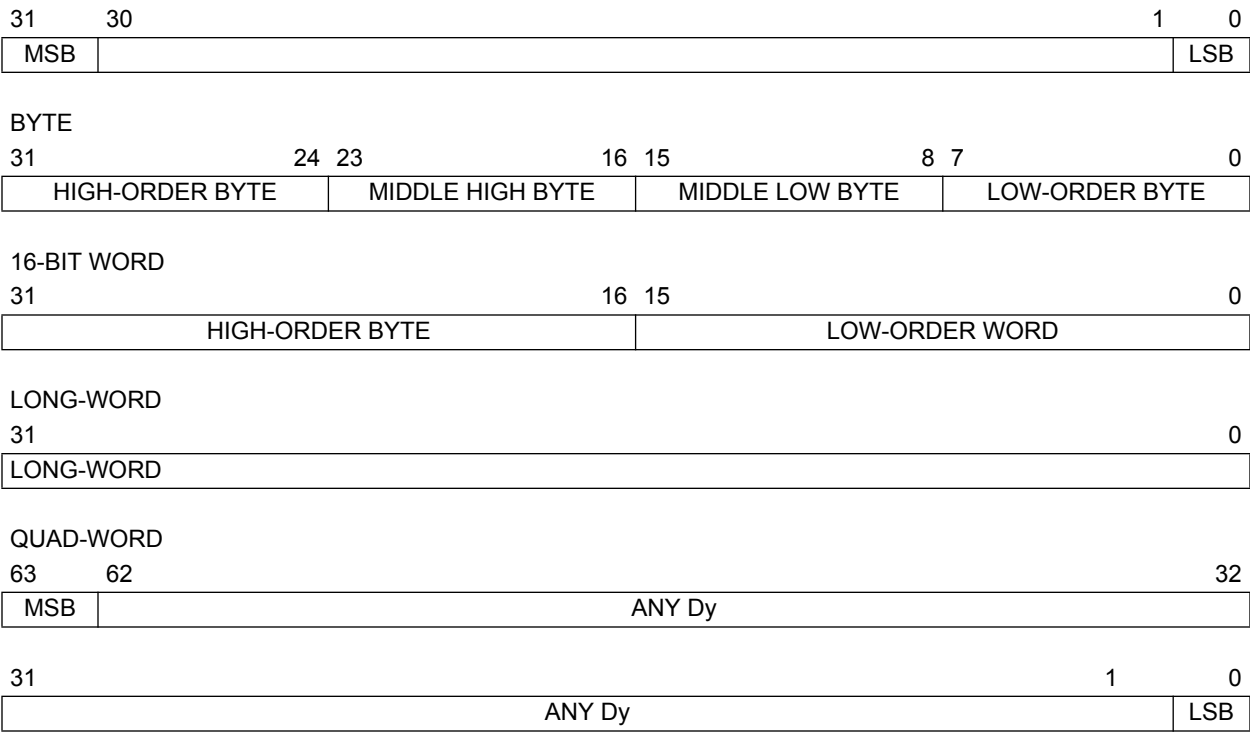 31 30 1 0
MSB LSB
BYTE
31 24 23 16 15 8 7 0
HIGH-ORDER BYTE MIDDLE HIGH BYTE MIDDLE LOW BYTE LOW-ORDER BYTE
16-BIT WORD
31 16 15 0
HIGH-ORDER BYTE LOW-ORDER WORD
LONG-WORD
31 0
LONG-WORD
QUAD-WORD
63 62 32
MSB ANY Dy
31 1 0
ANY Dy LSB